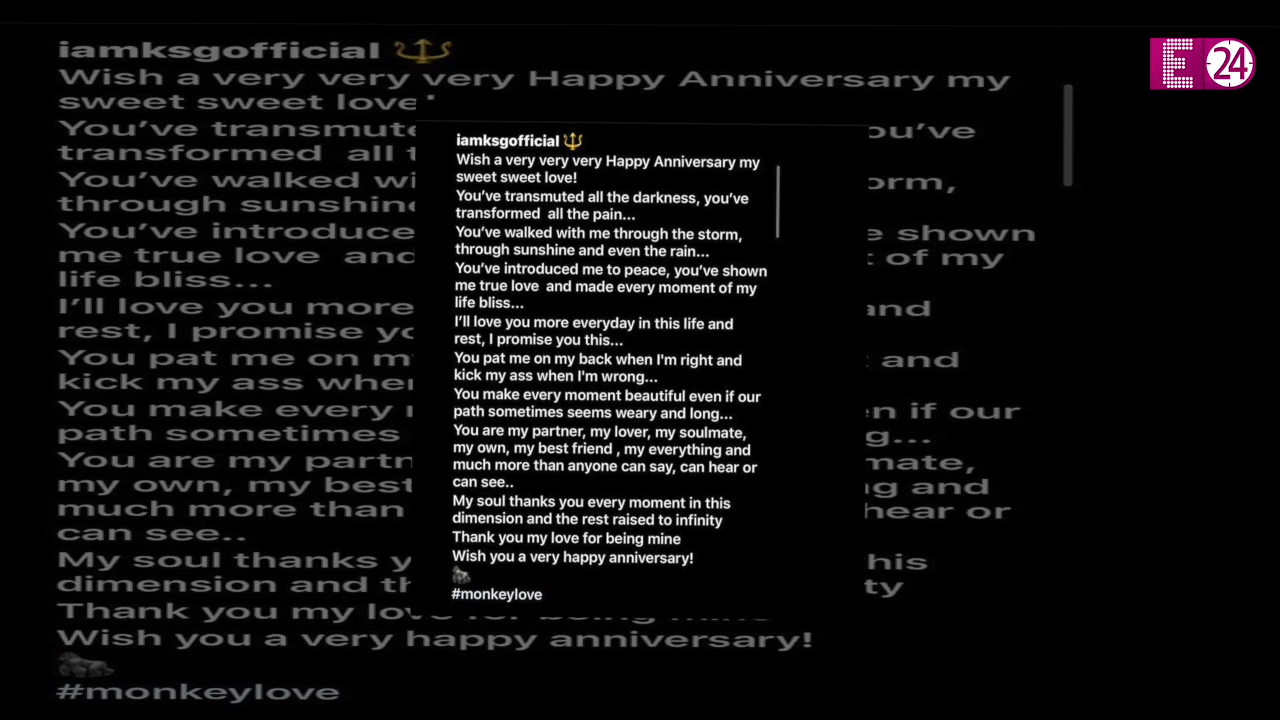 E 24
iamksgofficial
Wish a very very very Happy Anniversary my
sweet sweet love!
You've transmuted all the darkness, you've
transformed all the pain...
You've walked with me through the storm,
through sunshine and even the rain...
You've introduced me to peace, you've shown
me true love and made every moment of my
life bliss...
I'll love you more everyday in this life and
rest, I promise you this...
You pat me on my back when I'm right and
kick my ass when I'm wrong...
You make every moment beautiful even if our
path sometimes seems weary and long...
You are my partner, my lover, my soulmate,
my own, my best friend , my everything and
much more than anyone can say, can hear or
can see..
My soul thanks you every moment in this
dimension and the rest raised to infinity
Thank you my love for being mine
Wish you a very happy anniversary!
#monkeylove